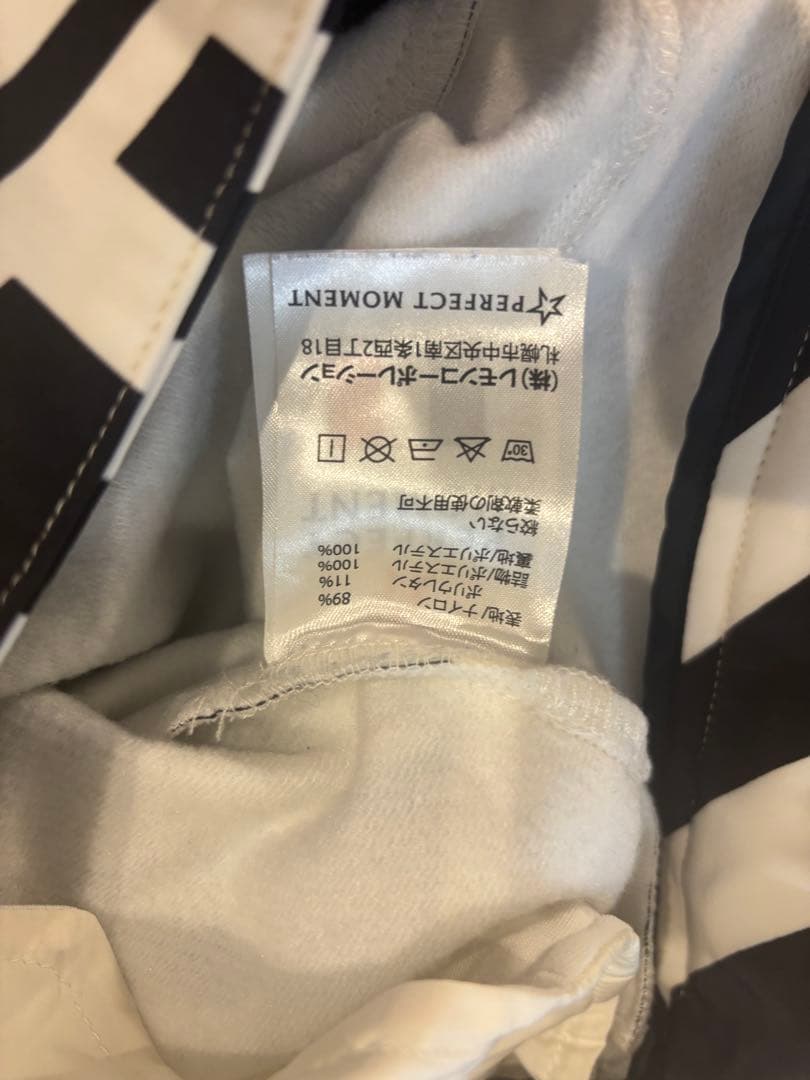 表地/ナイロン 89%
ポリウレタン 11%
詰物/ポリエステル 100%
裏地/ポリエステル 100%
絞らない
柔軟剤の使用不可
30°
(株)レモンコーポレーション
札幌市中央区南1条西2丁目18
PERFECT MOMENT